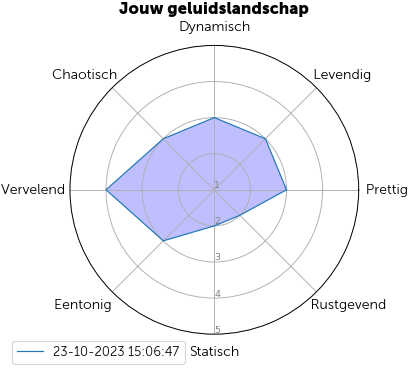 Jouw geluidslandschap
Dynamisch
Chaotisch
Levendig
Vervelend
1
Prettig
2
3
4
Eentonig
Rustgevend
5
23-10-2023 15:06:47
Statisch